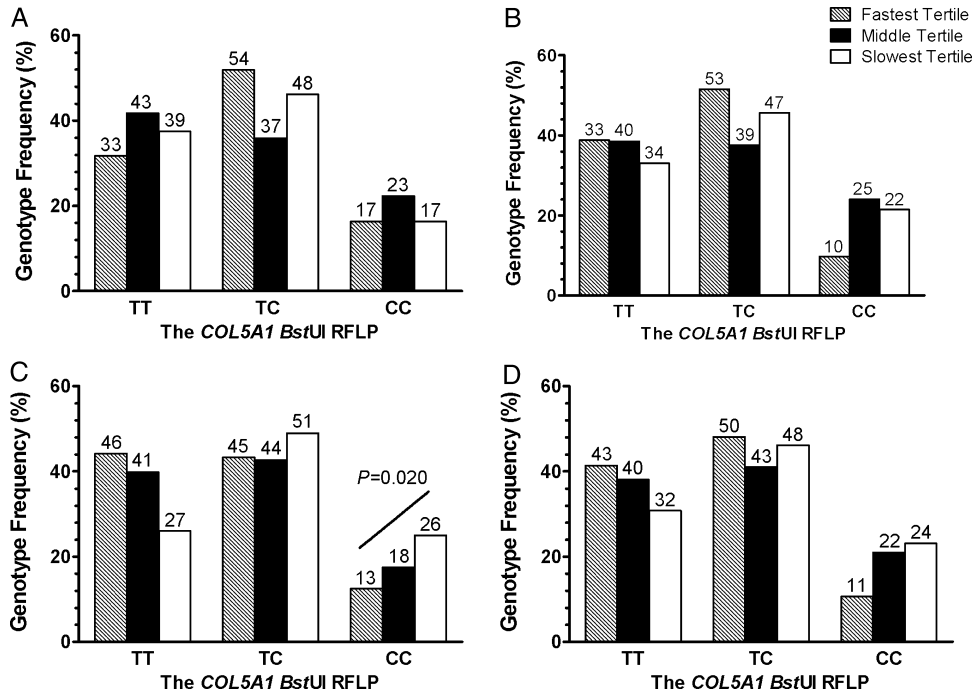 A
Genotype Frequency (%)
60
40
20
0
33
43
39
54
37
48
17
23
17
TT TC CC
The COL5A1 BstUI RFLP
B
Fastest Tertile
Middle Tertile
Slowest Tertile
Genotype Frequency (%)
60
40
20
0
33
40
34
53
39
47
10
25
22
TT TC CC
The COL5A1 BstUI RFLP
C
Genotype Frequency (%)
60
40
20
0
46
41
27
45
44
51
P=0.020
13
18
26
TT TC CC
The COL5A1 BstUI RFLP
D
Genotype Frequency (%)
60
40
20
0
43
40
32
50
43
48
11
22
24
TT TC CC
The COL5A1 BstUI RFLP